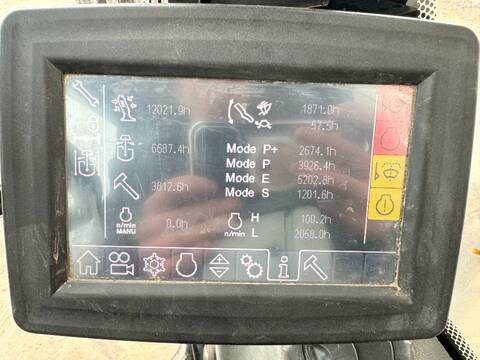 12021.9h
6687.4h
3812.6h
n/min
MANU
0.0h
1871.0h
57.5h
Mode P+ 2674.1h
Mode P 3926.4h
Mode E 5202.8h
Mode S 1201.6h
H 100.2h
n/min L 2058.0h